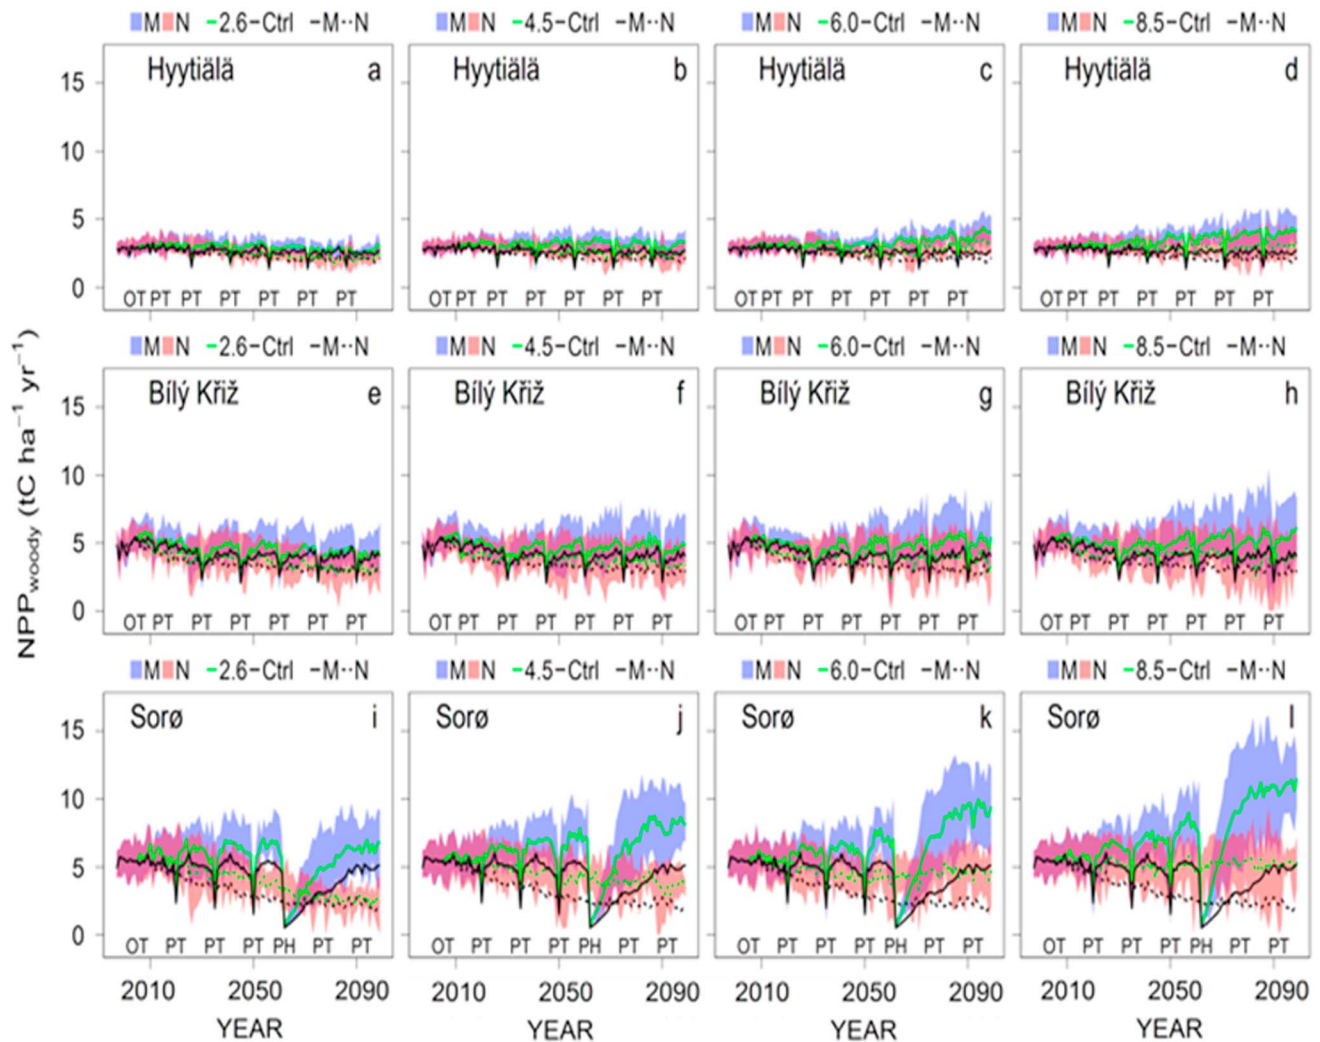 M N 2.6 Ctrl M N M N 4.5 Ctrl M N M N 6.0 Ctrl M N M N 8.5 Ctrl M N
Hyytiälä a Hyytiälä b Hyytiälä c Hyytiälä d
15
10
5
0
OT PT PT PT PT PT PT OT PT PT PT PT PT PT OT PT PT PT PT PT PT OT PT PT PT PT PT PT
M N 2.6 Ctrl M N M N 4.5 Ctrl M N M N 6.0 Ctrl M N M N 8.5 Ctrl M N
Bílý Křiž e Bílý Křiž f Bílý Křiž g Bílý Křiž h
15
10
5
0
OT PT PT PT PT PT PT OT PT PT PT PT PT PT OT PT PT PT PT PT PT OT PT PT PT PT PT PT
NPPwoody (tC ha−1 yr−1)
M N 2.6 Ctrl M N M N 4.5 Ctrl M N M N 6.0 Ctrl M N M N 8.5 Ctrl M N
Sorø i Sorø j Sorø k Sorø l
15
10
5
0
OT PT PT PT PH PT PT OT PT PT PT PH PT PT OT PT PT PT PH PT PT OT PT PT PT PH PT PT
2010 2050 2090 2010 2050 2090 2010 2050 2090 2010 2050 2090
YEAR YEAR YEAR YEAR